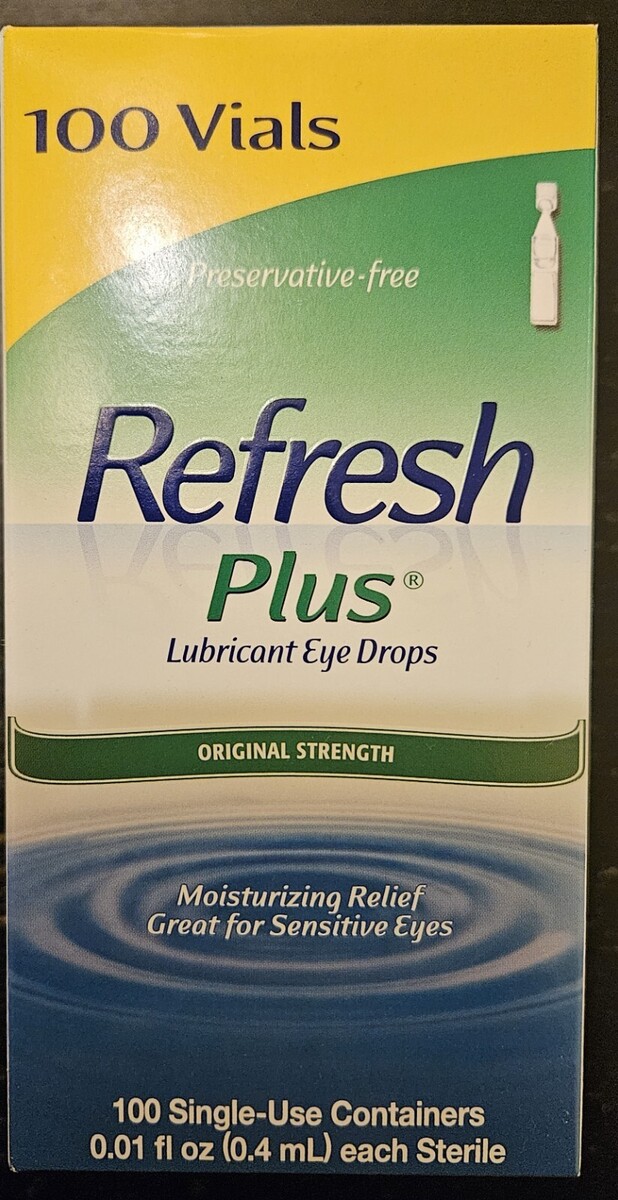 100 Vials
Preservative-free
Refresh
Plus®
Lubricant Eye Drops
ORIGINAL STRENGTH
Moisturizing Relief
Great for Sensitive Eyes
100 Single-Use Containers
0.01 fl oz (0.4 mL) each Sterile